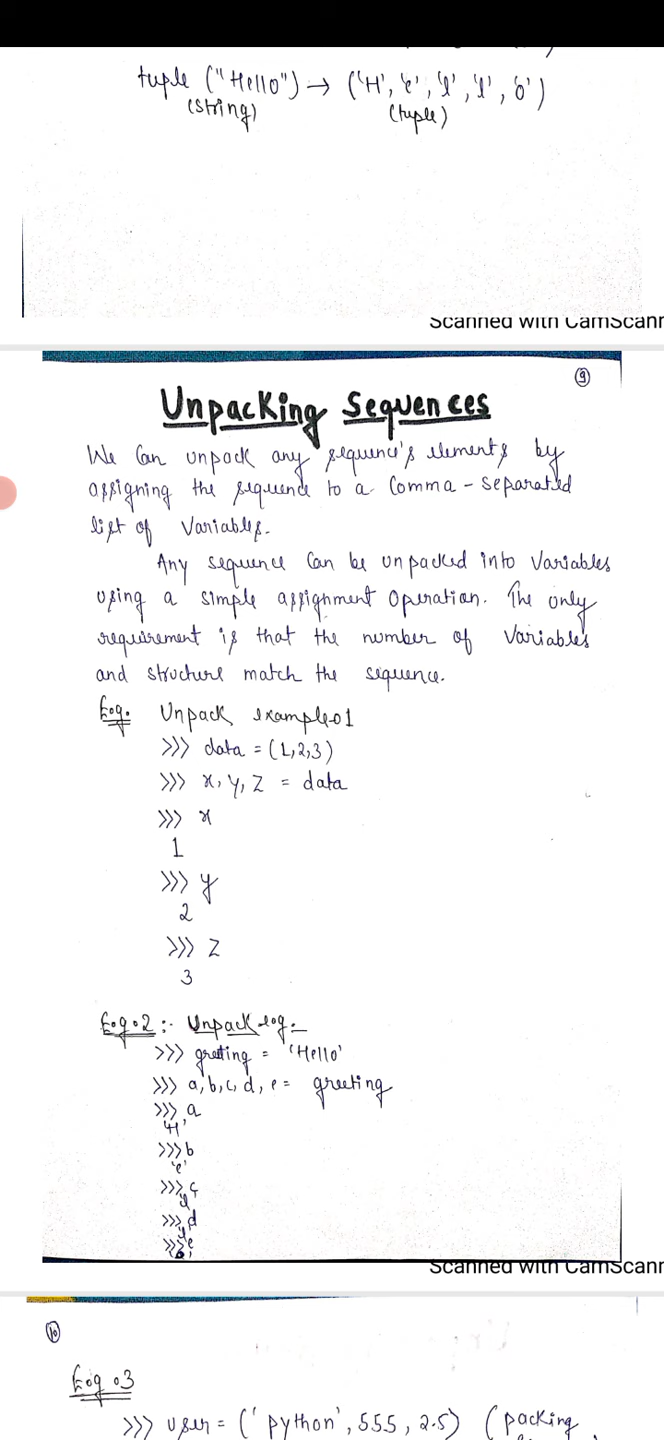 tuple ("Hello") → ('H', 'e', 'l', 'l', 'o')
(string) (tuple)
Scanned with CamScann
9
Unpacking Sequences
We Can unpack any sequence's elements by
assigning the sequence to a Comma - Separated
list of Variables.
Any sequence Can be unpacked into Variables
using a simple assignment Operation. The only
requirement is that the number of Variables
and structure match the sequence.
E.g. Unpack example-01
>>> data = (1,2,3)
>>> x, y, z = data
>>> x
1
>>> y
2
>>> z
3
E.g.2 :- Unpack e.g:-
>>> greeting = 'Hello'
>>> a, b, c, d, e = greeting
>>> a
'H'
>>> b
'e'
>>> c
'l'
>>> d
'l'
>>> e
'o'
Scanned with CamScann
10
E.g.03
>>> user = ('python', 555, 2.5) (packing